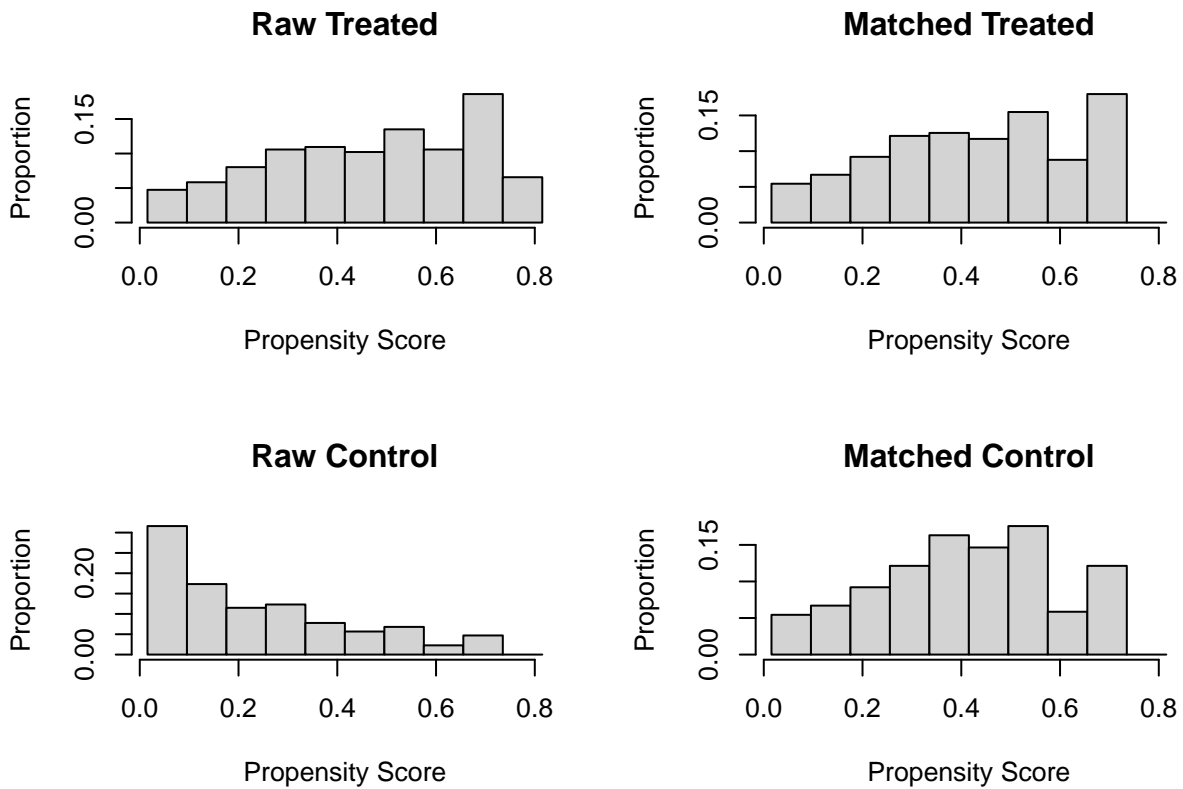 Raw Treated
Proportion
0.00 0.15
0.0 0.2 0.4 0.6 0.8
Propensity Score
Matched Treated
Proportion
0.00 0.15
0.0 0.2 0.4 0.6 0.8
Propensity Score
Raw Control
Proportion
0.00 0.20
0.0 0.2 0.4 0.6 0.8
Propensity Score
Matched Control
Proportion
0.00 0.15
0.0 0.2 0.4 0.6 0.8
Propensity Score